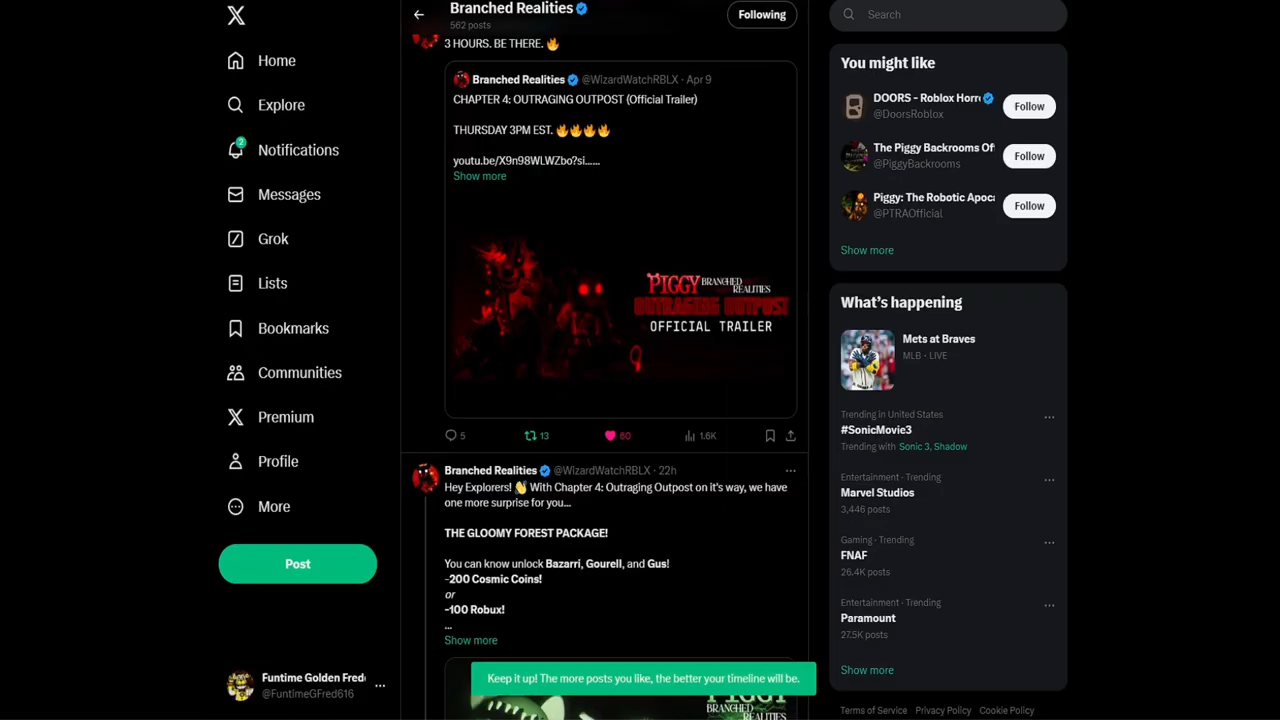 Home
Explore
2
Notifications
Messages
Grok
Lists
Bookmarks
Communities
Premium
Profile
More
Post
Funtime Golden Fred
@FuntimeGFred616
Branched Realities
562 posts
Following
3 HOURS. BE THERE. 🔥
Branched Realities @WizardWatchRBLX · Apr 9
CHAPTER 4: OUTRAGING OUTPOST (Official Trailer)
THURSDAY 3PM EST. 🔥🔥🔥🔥
youtu.be/X9n98WLWZbo?si......
Show more
PIGGY BRANCHED REALITIES
OUTRAGING OUTPOST
OFFICIAL TRAILER
5 13 60 1.6K
Branched Realities @WizardWatchRBLX · 22h
Hey Explorers! 👋 With Chapter 4: Outraging Outpost on it's way, we have
one more surprise for you...
THE GLOOMY FOREST PACKAGE!
You can know unlock Bazarri, Gourell, and Gus!
-200 Cosmic Coins!
or
-100 Robux!
...
Show more
Keep it up! The more posts you like, the better your timeline will be.
PIGGY
BRANCHED
REALITIES
Search
You might like
DOORS - Roblox Horr
@DoorsRoblox
Follow
The Piggy Backrooms Of
@PiggyBackrooms
Follow
Piggy: The Robotic Apoc
@PTRAOfficial
Follow
Show more
What's happening
Mets at Braves
MLB · LIVE
Trending in United States
#SonicMovie3
Trending with Sonic 3, Shadow
Entertainment · Trending
Marvel Studios
3,446 posts
Gaming · Trending
FNAF
26.4K posts
Entertainment · Trending
Paramount
27.5K posts
Show more
Terms of Service Privacy Policy Cookie Policy